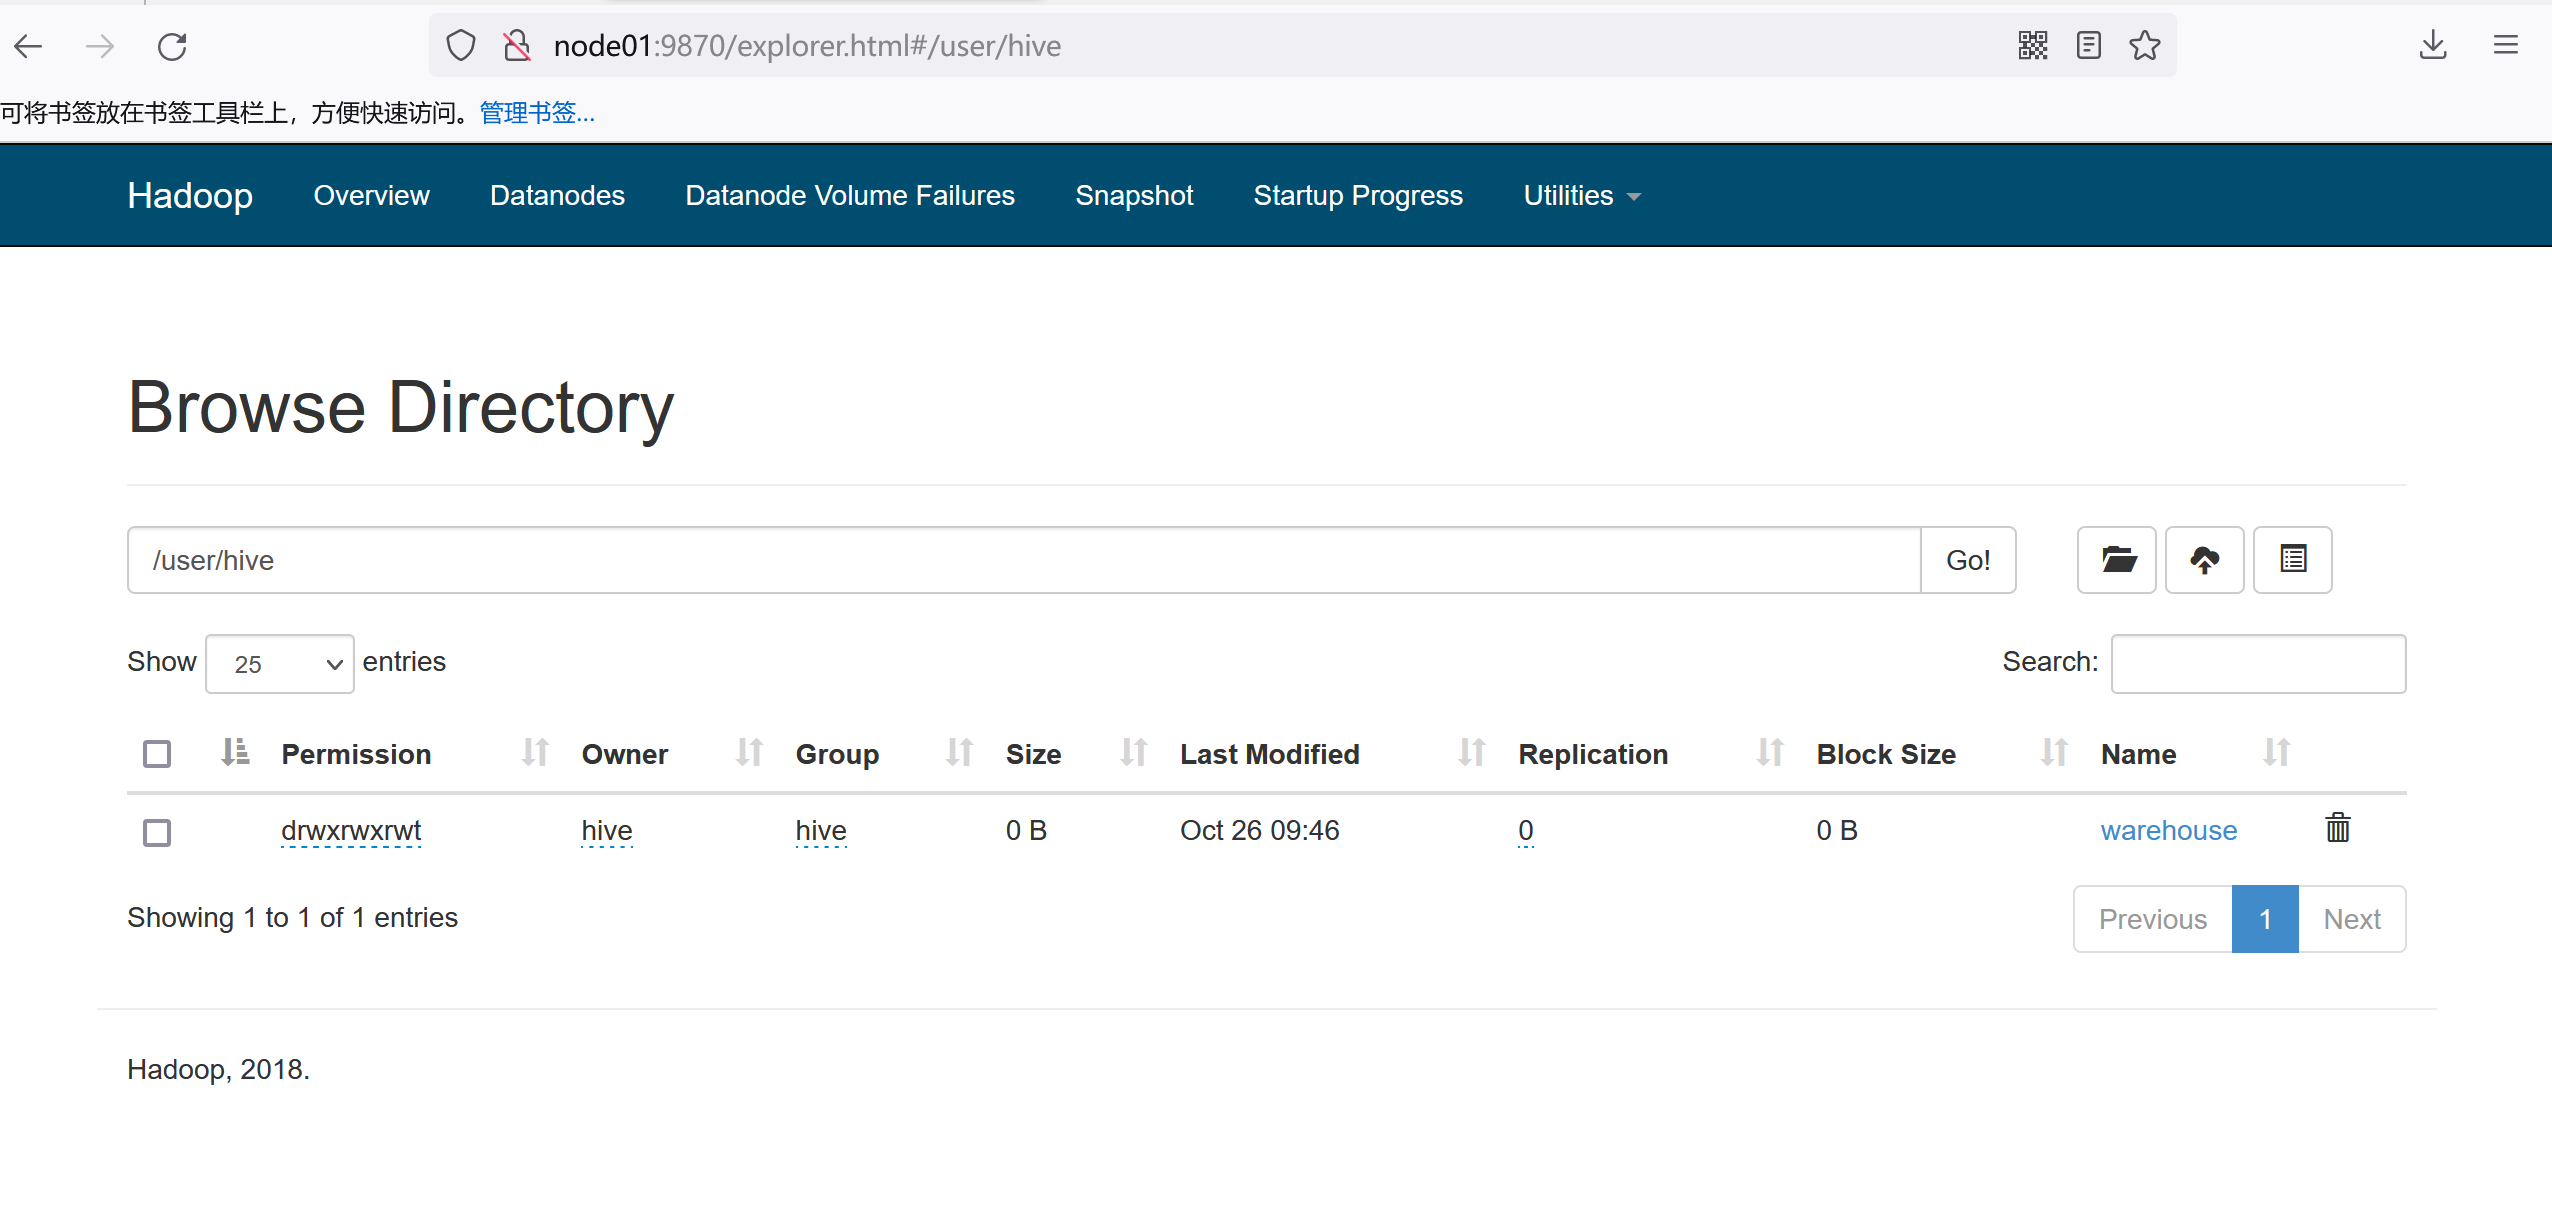 node01:9870/explorer.html#/user/hive
可将书签放在书签工具栏上，方便快速访问。管理书签...
Hadoop Overview Datanodes Datanode Volume Failures Snapshot Startup Progress Utilities
Browse Directory
/user/hive Go!
Show 25 entries Search:
Permission Owner Group Size Last Modified Replication Block Size Name
drwxrwxrwt hive hive 0 B Oct 26 09:46 0 0 B warehouse
Showing 1 to 1 of 1 entries Previous 1 Next
Hadoop, 2018.